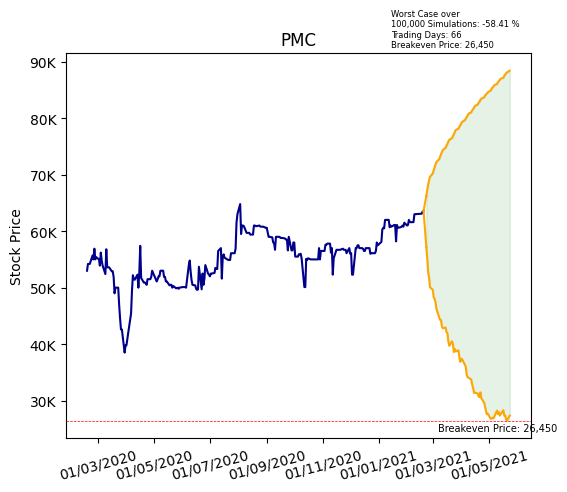 Worst Case over
100,000 Simulations: -58.41 %
Trading Days: 66
Breakeven Price: 26,450
PMC
90K
80K
70K
60K
50K
40K
30K
Stock Price
Breakeven Price: 26,450
01/03/2020 01/05/2020 01/07/2020 01/09/2020 01/11/2020 01/01/2021 01/03/2021 01/05/2021